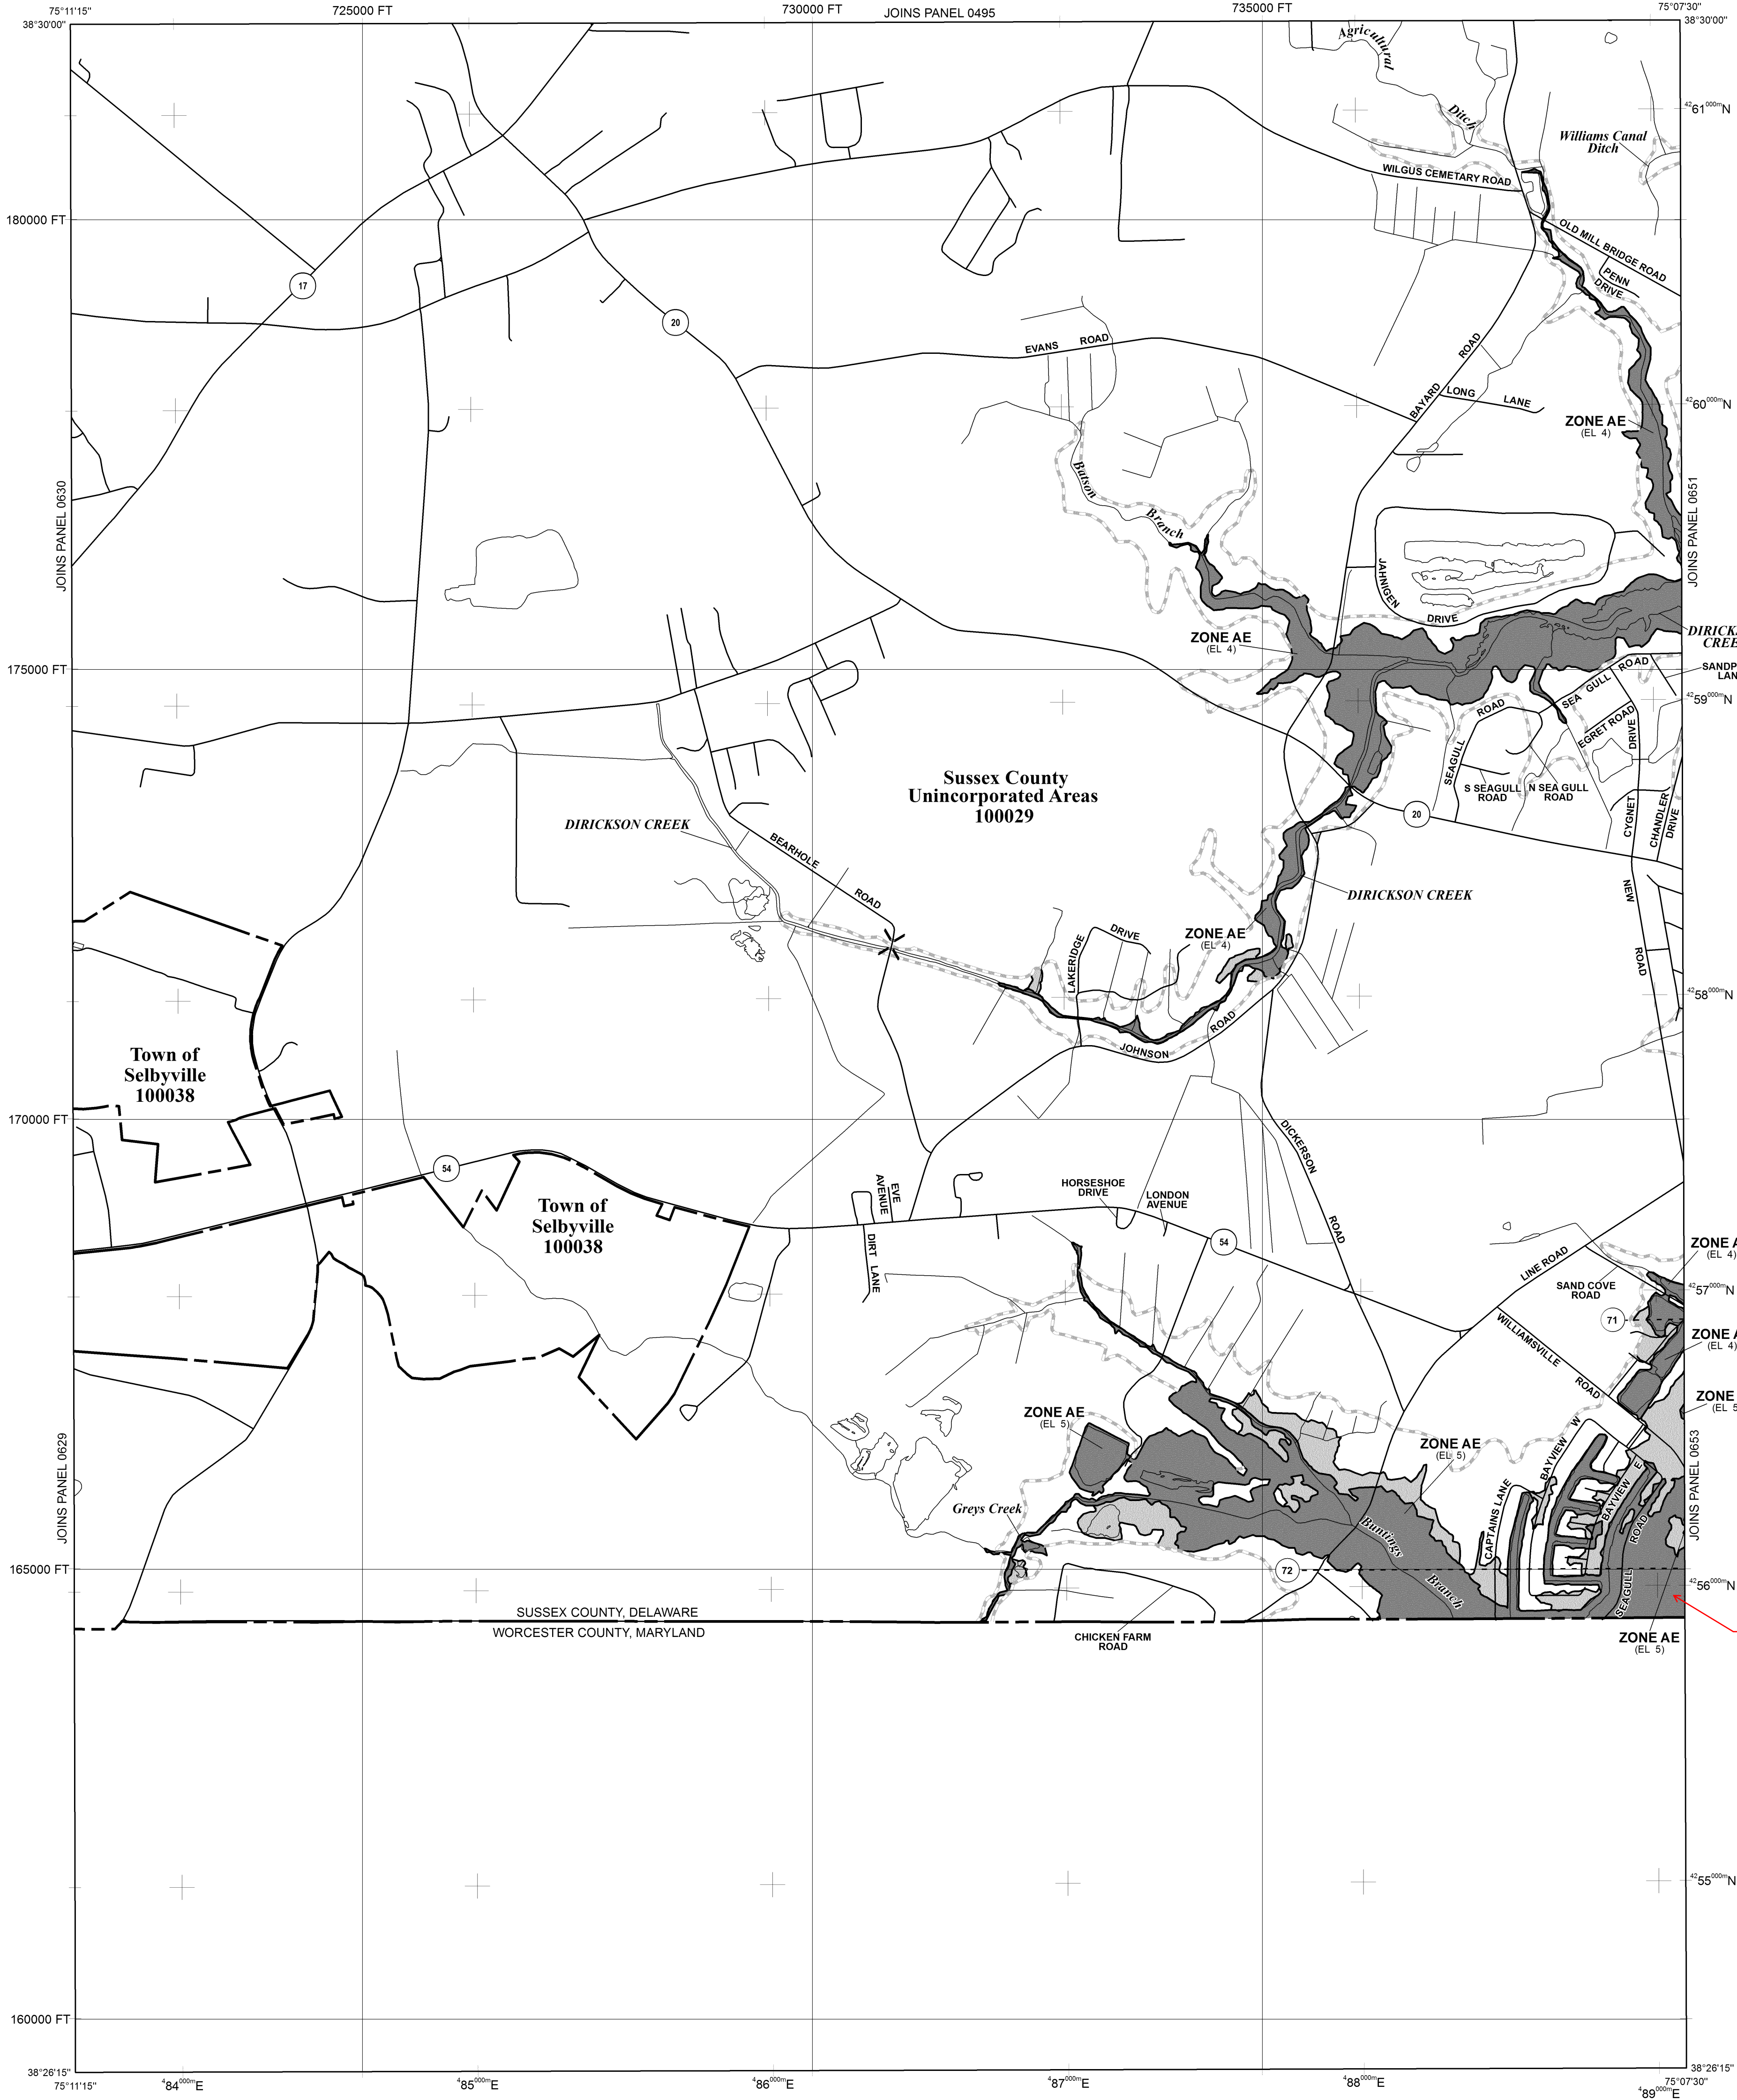 75°11'15"
725000 FT
730000 FT
JOINS PANEL 0495
735000 FT
75°07'30"
38°30'00"
38°30'00"
Agricultural
Ditch
4261000mN
Williams Canal
Ditch
WILGUS CEMETARY ROAD
180000 FT
OLD MILL BRIDGE ROAD
PENN
DRIVE
17
20
EVANS ROAD
BAYARD ROAD
LONG LANE
4260000mN
ZONE AE
(EL 4)
Batson
Branch
JOINS PANEL 0630
JOINS PANEL 0651
JAHNIGEN
DRIVE
ZONE AE
(EL 4)
DIRICK
CREE
175000 FT
SEA GULL ROAD
SANDP
LAN
4259000mN
SEAGULL ROAD
EGRET ROAD
CYGNET DRIVE
S SEAGULL
ROAD
N SEA GULL
ROAD
CHANDLER
DRIVE
Sussex County
Unincorporated Areas
100029
20
DIRICKSON CREEK
BEARHOLE
ROAD
DIRICKSON CREEK
NEW
ROAD
ZONE AE
(EL 4)
LAKERIDGE
DRIVE
4258000mN
JOHNSON ROAD
Town of
Selbyville
100038
170000 FT
DICKERSON
ROAD
54
EVE
AVENUE
HORSESHOE
DRIVE
LONDON
AVENUE
Town of
Selbyville
100038
DIRT LANE
54
ZONE A
(EL 4)
LINE ROAD
SAND COVE
ROAD
4257000mN
71
WILLIAMSVILLE
ROAD
ZONE A
(EL 4)
ZONE
(EL 5
ZONE AE
(EL 5)
JOINS PANEL 0629
JOINS PANEL 0653
ZONE AE
(EL 5)
BAYVIEW W
BAYVIEW E
CAPTAINS LANE
Greys Creek
Buntings
Branch
SEAGULL ROAD
165000 FT
72
4256000mN
SUSSEX COUNTY, DELAWARE
WORCESTER COUNTY, MARYLAND
CHICKEN FARM
ROAD
ZONE AE
(EL 5)
4255000mN
160000 FT
38°26'15"
38°26'15"
75°11'15"
484000mE
485000mE
486000mE
487000mE
488000mE
75°07'30"
489000mE